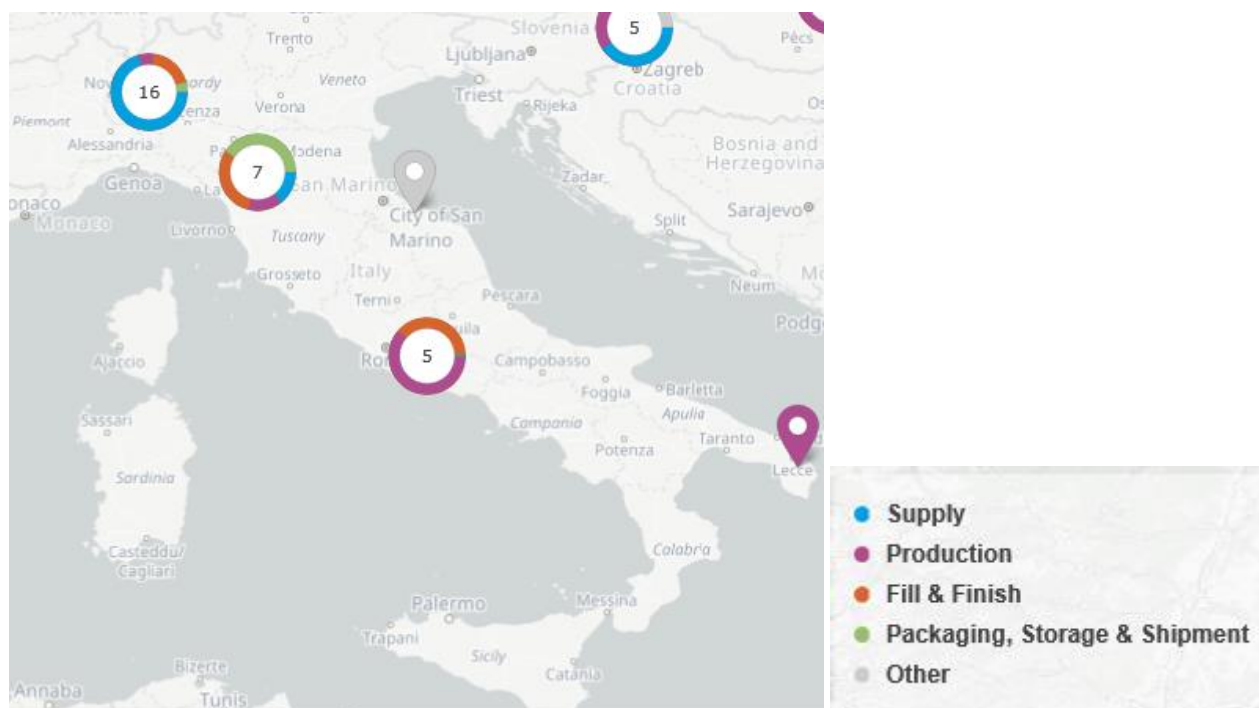 Trento
Slovenia
5
Pécs
Ljubljana
Zagreb
16
Veneto
Verona
Triest
Rijeka
Croatia
Piemont
Alessandria
Genoa
7
San Marino
Bosnia and
Herzegovina
Zadar
Monaco
City of San
Marino
Sarajevo
Livorno
Tuscany
Split
Grosseto
Italy
Neum
Terni
Pescara
5
Ajaccio
Campobasso
Foggia
Barletta
Sassari
Campania
Apulia
Taranto
Potenza
Lecce
Sardinia
Casteddu/
Cagliari
Calabria
Palermo
Messina
Trapani
Sicily
Catania
Bizerte
Annaba
Tunis
Supply
Production
Fill & Finish
Packaging, Storage & Shipment
Other